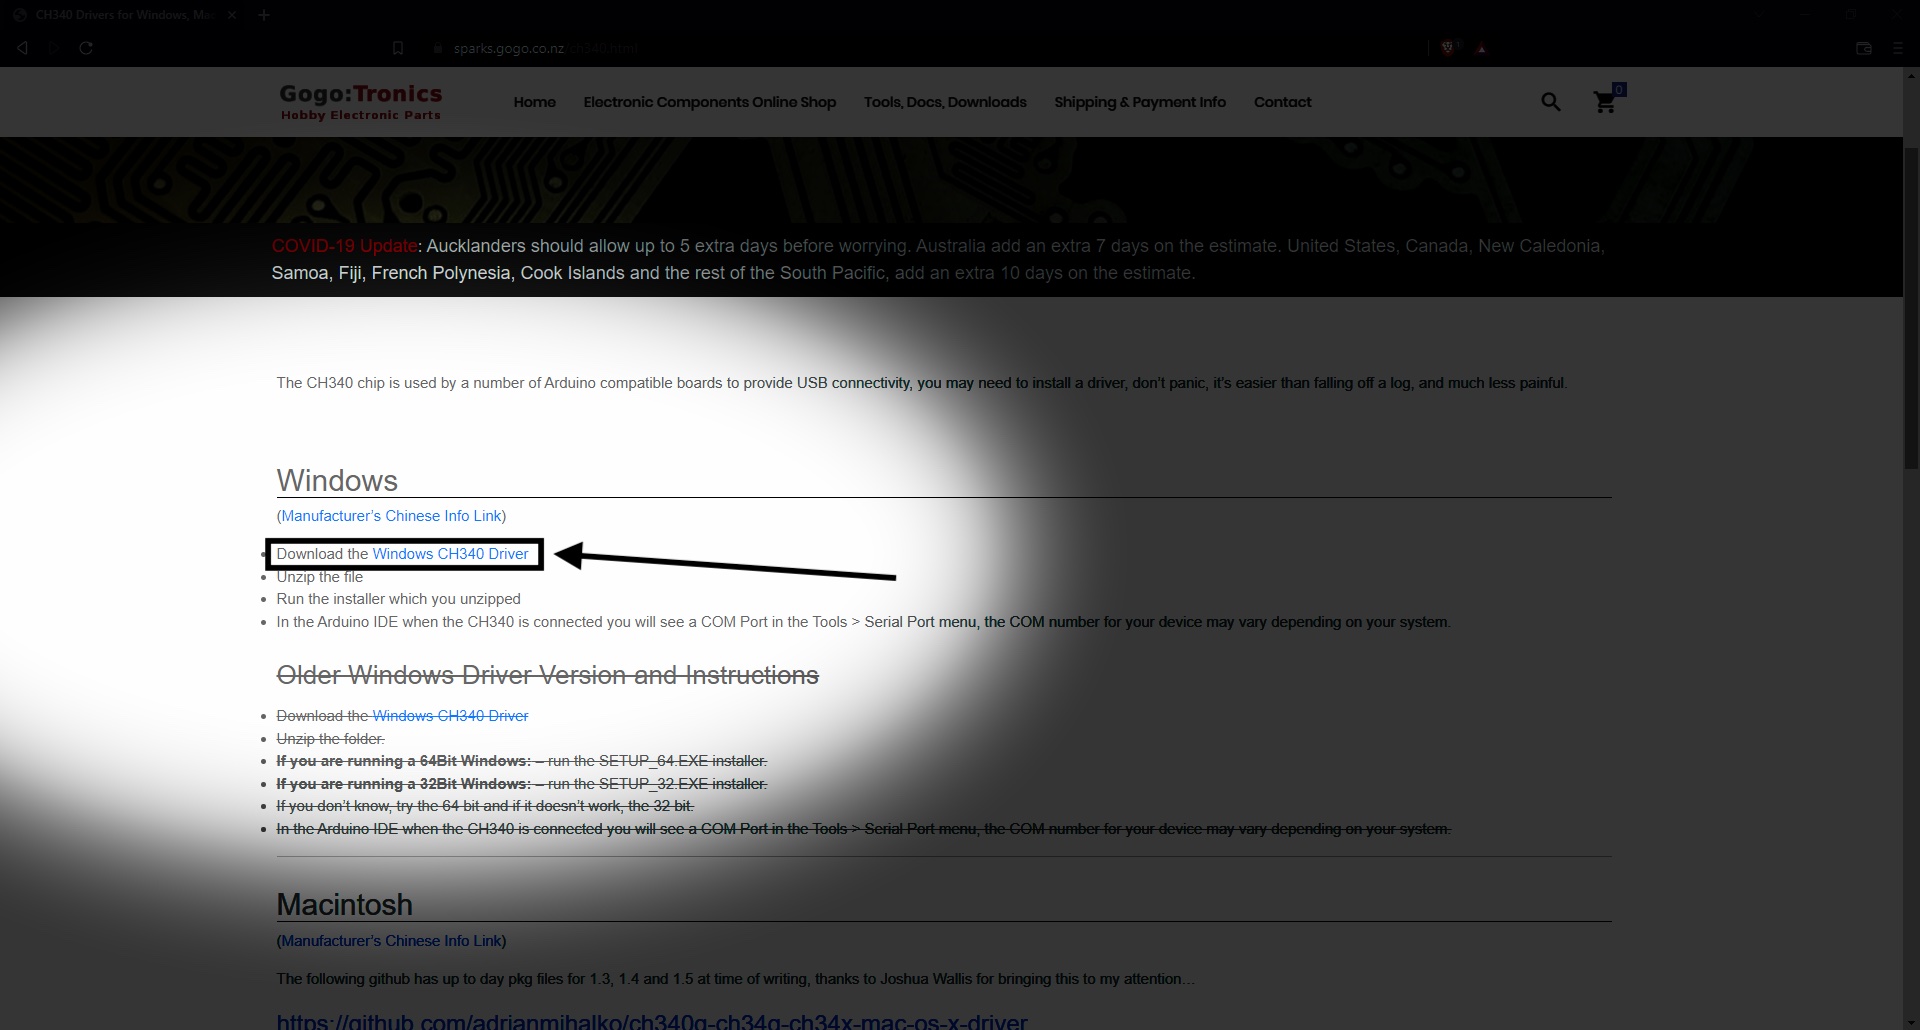 CH340 Drivers for Windows, Mac
sparks.gogo.co.nz/ch340.html
Gogo:Tronics
Hobby Electronic Parts
Home
Electronic Components Online Shop
Tools, Docs, Downloads
Shipping & Payment Info
Contact
0
COVID-19 Update: Aucklanders should allow up to 5 extra days before worrying. Australia add an extra 7 days on the estimate. United States, Canada, New Caledonia,
Samoa, Fiji, French Polynesia, Cook Islands and the rest of the South Pacific, add an extra 10 days on the estimate.
The CH340 chip is used by a number of Arduino compatible boards to provide USB connectivity, you may need to install a driver, don't panic, it's easier than falling off a log, and much less painful.
Windows
(Manufacturer's Chinese Info Link)
Download the Windows CH340 Driver
Unzip the file
Run the installer which you unzipped
In the Arduino IDE when the CH340 is connected you will see a COM Port in the Tools > Serial Port menu, the COM number for your device may vary depending on your system.
Older Windows Driver Version and Instructions
Download the Windows CH340 Driver
Unzip the folder.
If you are running a 64Bit Windows: – run the SETUP_64.EXE installer.
If you are running a 32Bit Windows: – run the SETUP_32.EXE installer.
If you don't know, try the 64 bit and if it doesn't work, the 32 bit.
In the Arduino IDE when the CH340 is connected you will see a COM Port in the Tools > Serial Port menu, the COM number for your device may vary depending on your system.
Macintosh
(Manufacturer's Chinese Info Link)
The following github has up to day pkg files for 1.3, 1.4 and 1.5 at time of writing, thanks to Joshua Wallis for bringing this to my attention…
https://github.com/adrianmihalko/ch340g-ch34g-ch34x-mac-os-x-driver